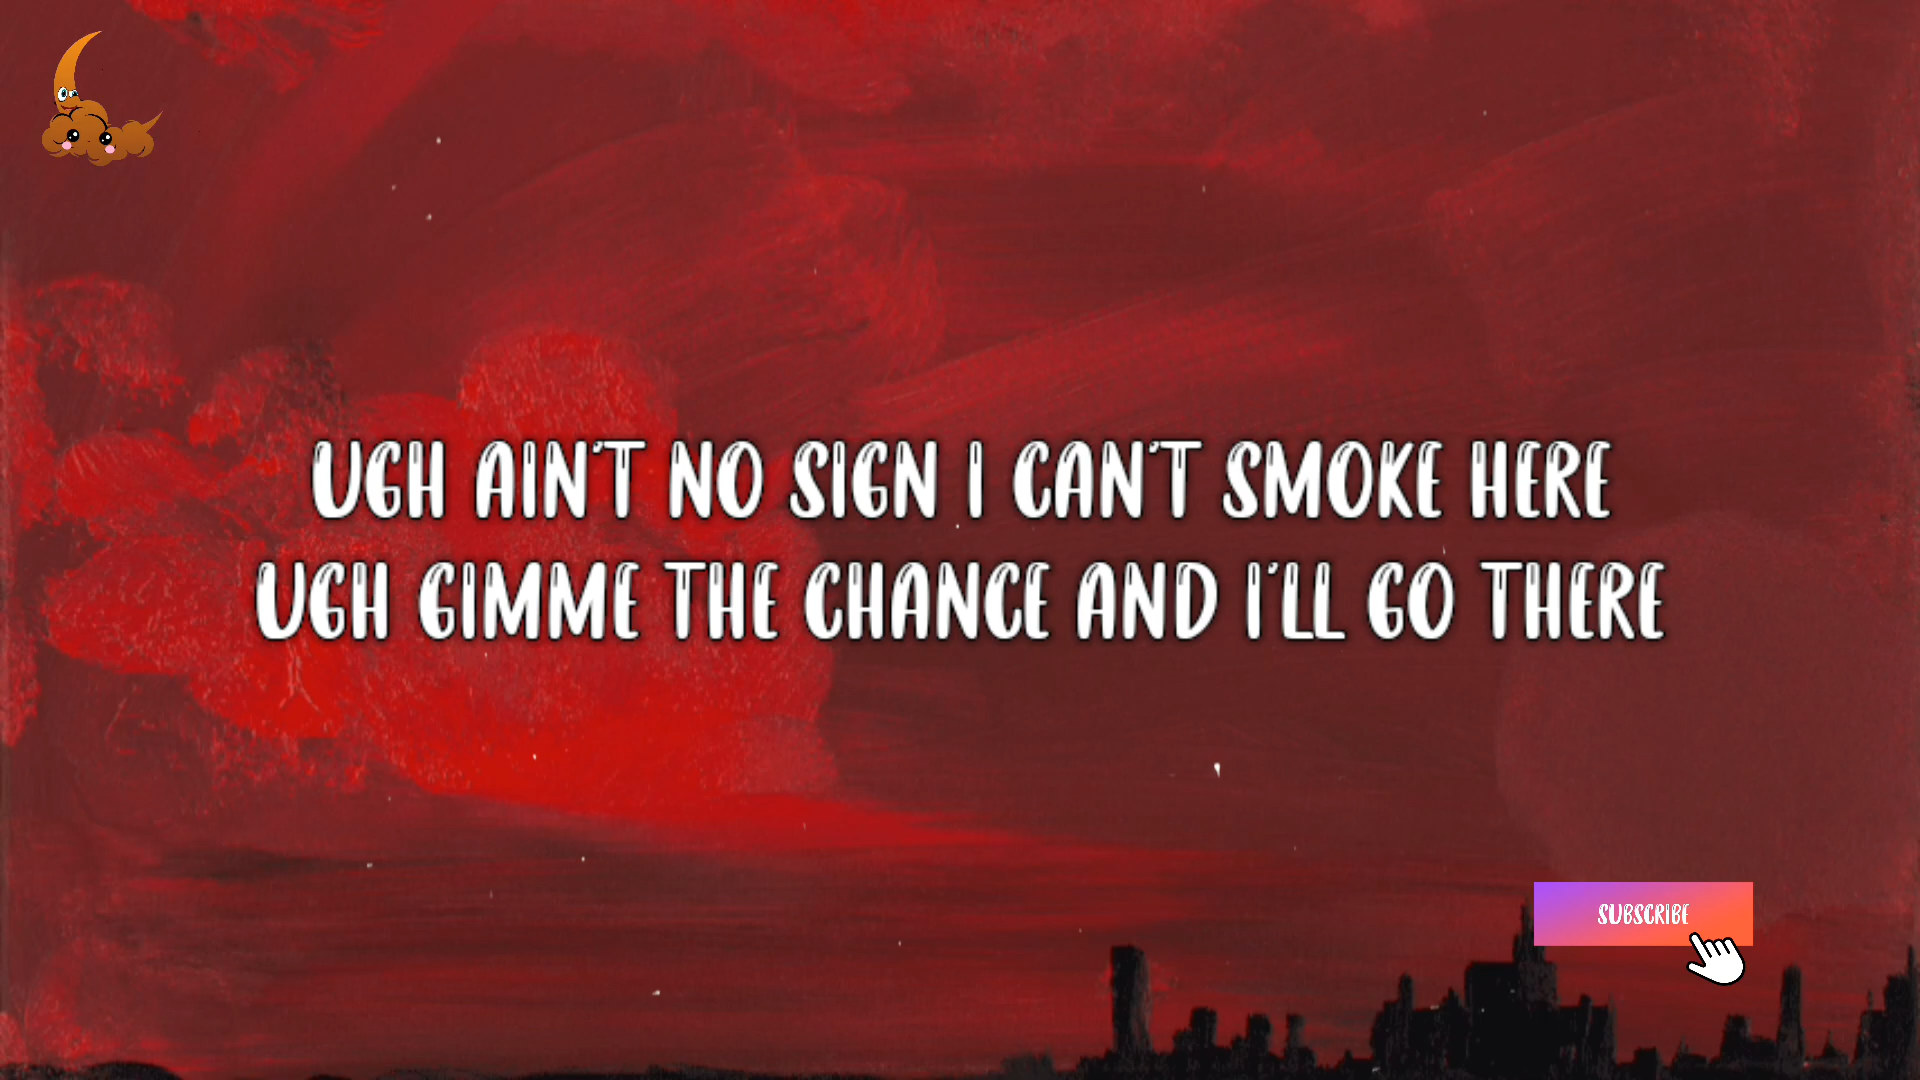 UGH AIN'T NO SIGN I CAN'T SMOKE HERE
UGH GIMME THE CHANCE AND I'LL GO THERE
SUBSCRIBE